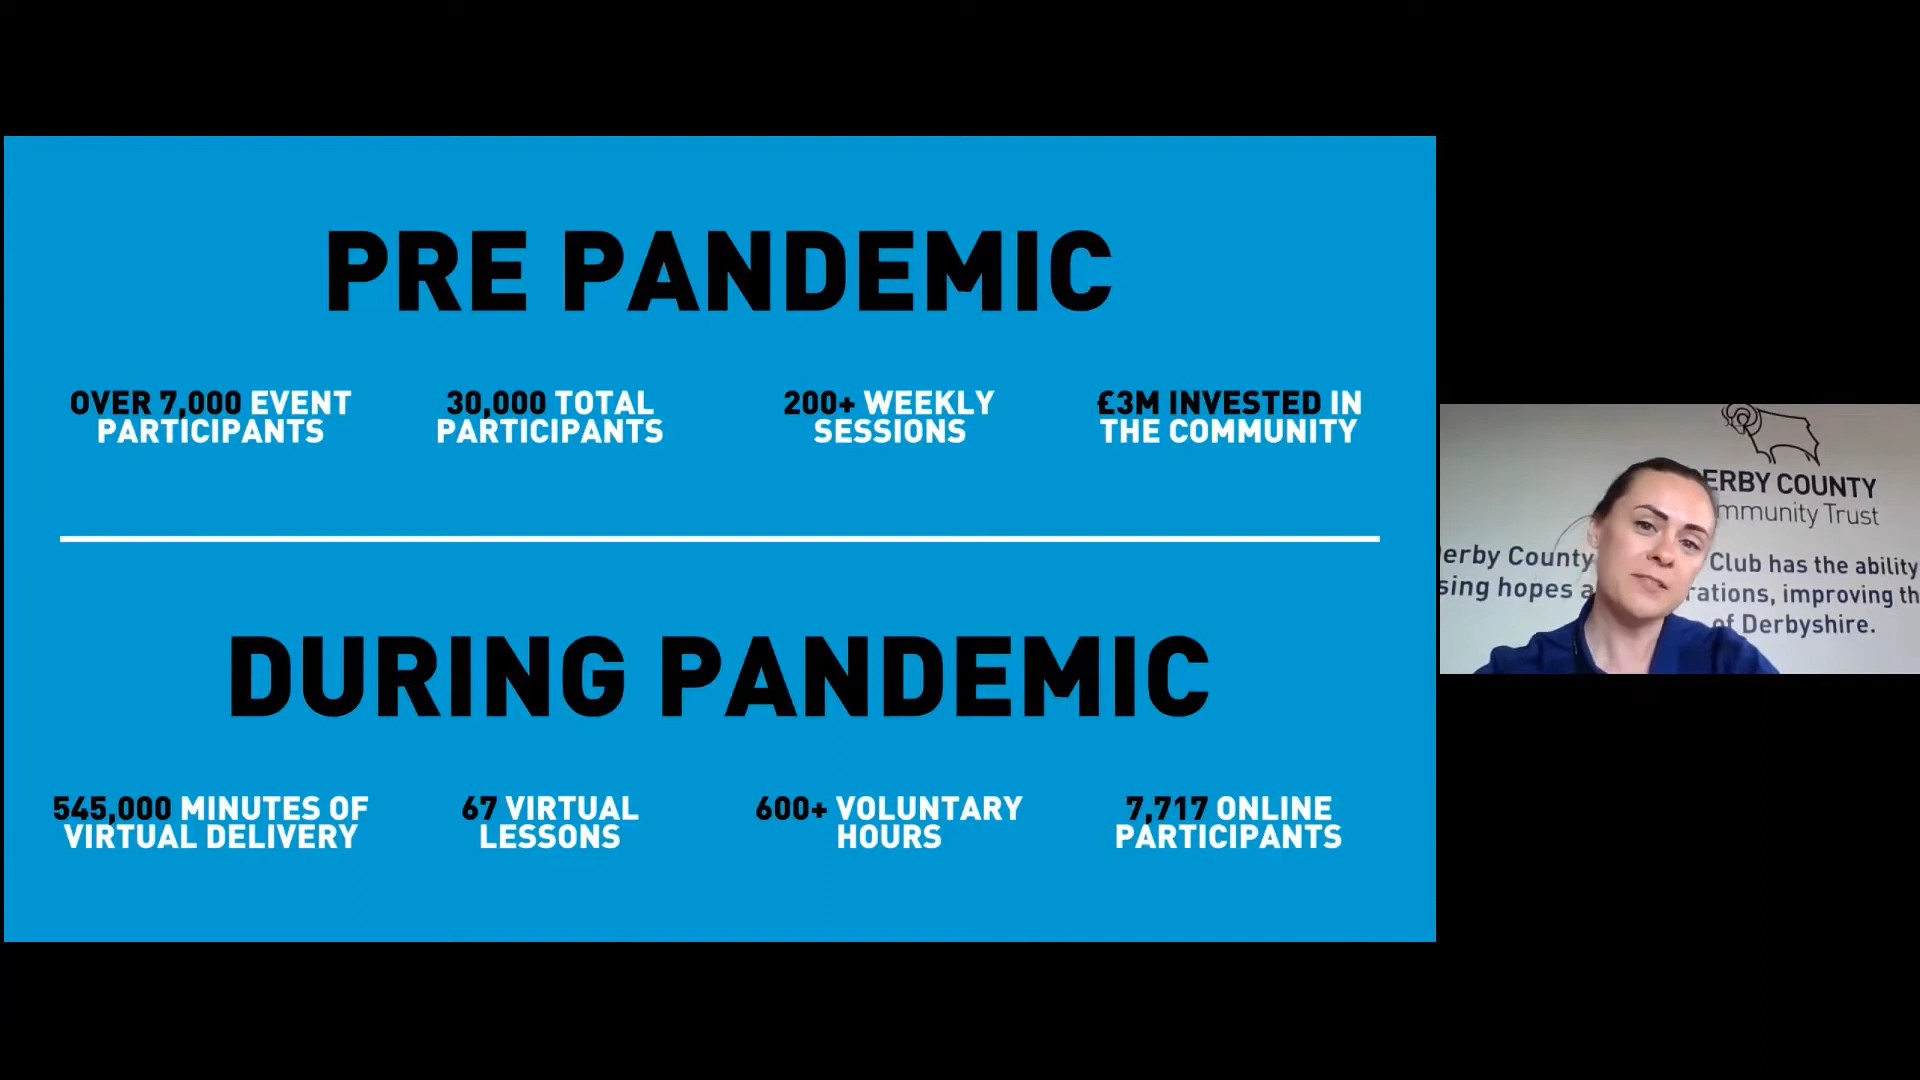 PRE PANDEMIC
OVER 7,000 EVENT
PARTICIPANTS
30,000 TOTAL
PARTICIPANTS
200+ WEEKLY
SESSIONS
£3M INVESTED IN
THE COMMUNITY
DURING PANDEMIC
545,000 MINUTES OF
VIRTUAL DELIVERY
67 VIRTUAL
LESSONS
600+ VOLUNTARY
HOURS
7,717 ONLINE
PARTICIPANTS
ERBY COUNTY
mmunity Trust
erby County Club has the ability
sing hopes a rations, improving th
of Derbyshire.